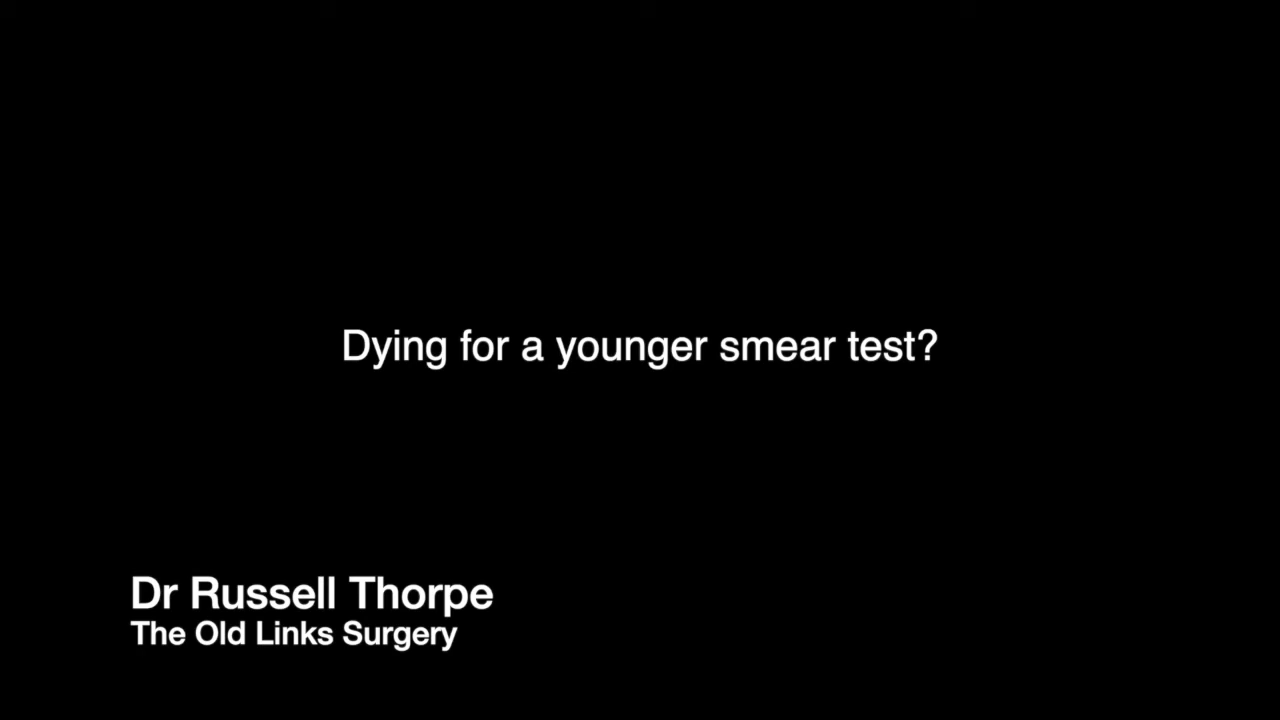 Dying for a younger smear test?
Dr Russell Thorpe
The Old Links Surgery